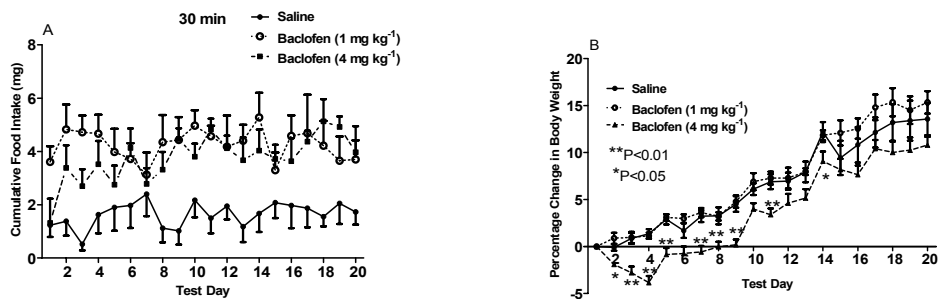 A
30 min
Saline
Baclofen (1 mg kg⁻¹)
Baclofen (4 mg kg⁻¹)
Cumulative Food Intake (mg)
8
6
4
2
0
2 4 6 8 10 12 14 16 18 20
Test Day
B
Saline
Baclofen (1 mg kg⁻¹)
Baclofen (4 mg kg⁻¹)
**P<0.01
*P<0.05
Percentage Change in Body Weight
20
15
10
5
0
-5
2 4 6 8 10 12 14 16 18 20
* ** ** ** ** ** ** ** *
Test Day